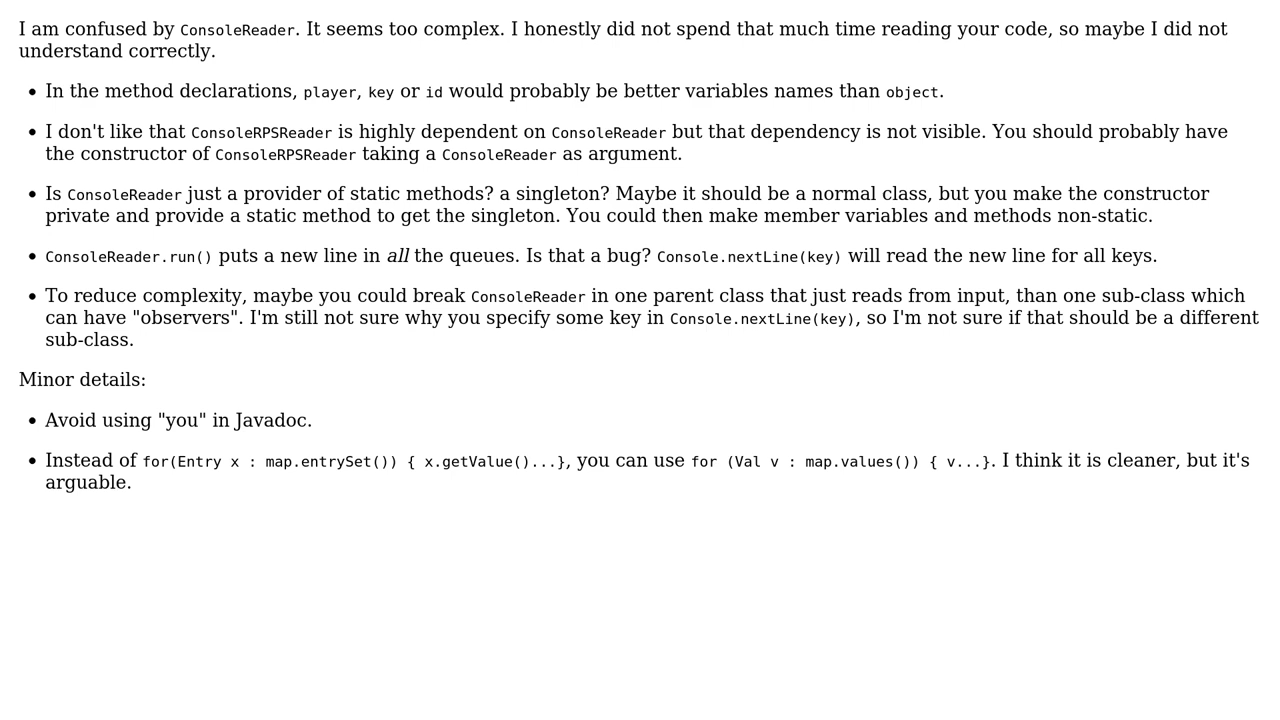 I am confused by ConsoleReader. It seems too complex. I honestly did not spend that much time reading your code, so maybe I did not
understand correctly.
• In the method declarations, player, key or id would probably be better variables names than object.
• I don't like that ConsoleRPSReader is highly dependent on ConsoleReader but that dependency is not visible. You should probably have
the constructor of ConsoleRPSReader taking a ConsoleReader as argument.
• Is ConsoleReader just a provider of static methods? a singleton? Maybe it should be a normal class, but you make the constructor
private and provide a static method to get the singleton. You could then make member variables and methods non-static.
• ConsoleReader.run() puts a new line in all the queues. Is that a bug? Console.nextLine(key) will read the new line for all keys.
• To reduce complexity, maybe you could break ConsoleReader in one parent class that just reads from input, than one sub-class which
can have "observers". I'm still not sure why you specify some key in Console.nextLine(key), so I'm not sure if that should be a different
sub-class.
Minor details:
• Avoid using "you" in Javadoc.
• Instead of for(Entry x : map.entrySet()) { x.getValue()...}, you can use for (Val v : map.values()) { v...}. I think it is cleaner, but it's
arguable.